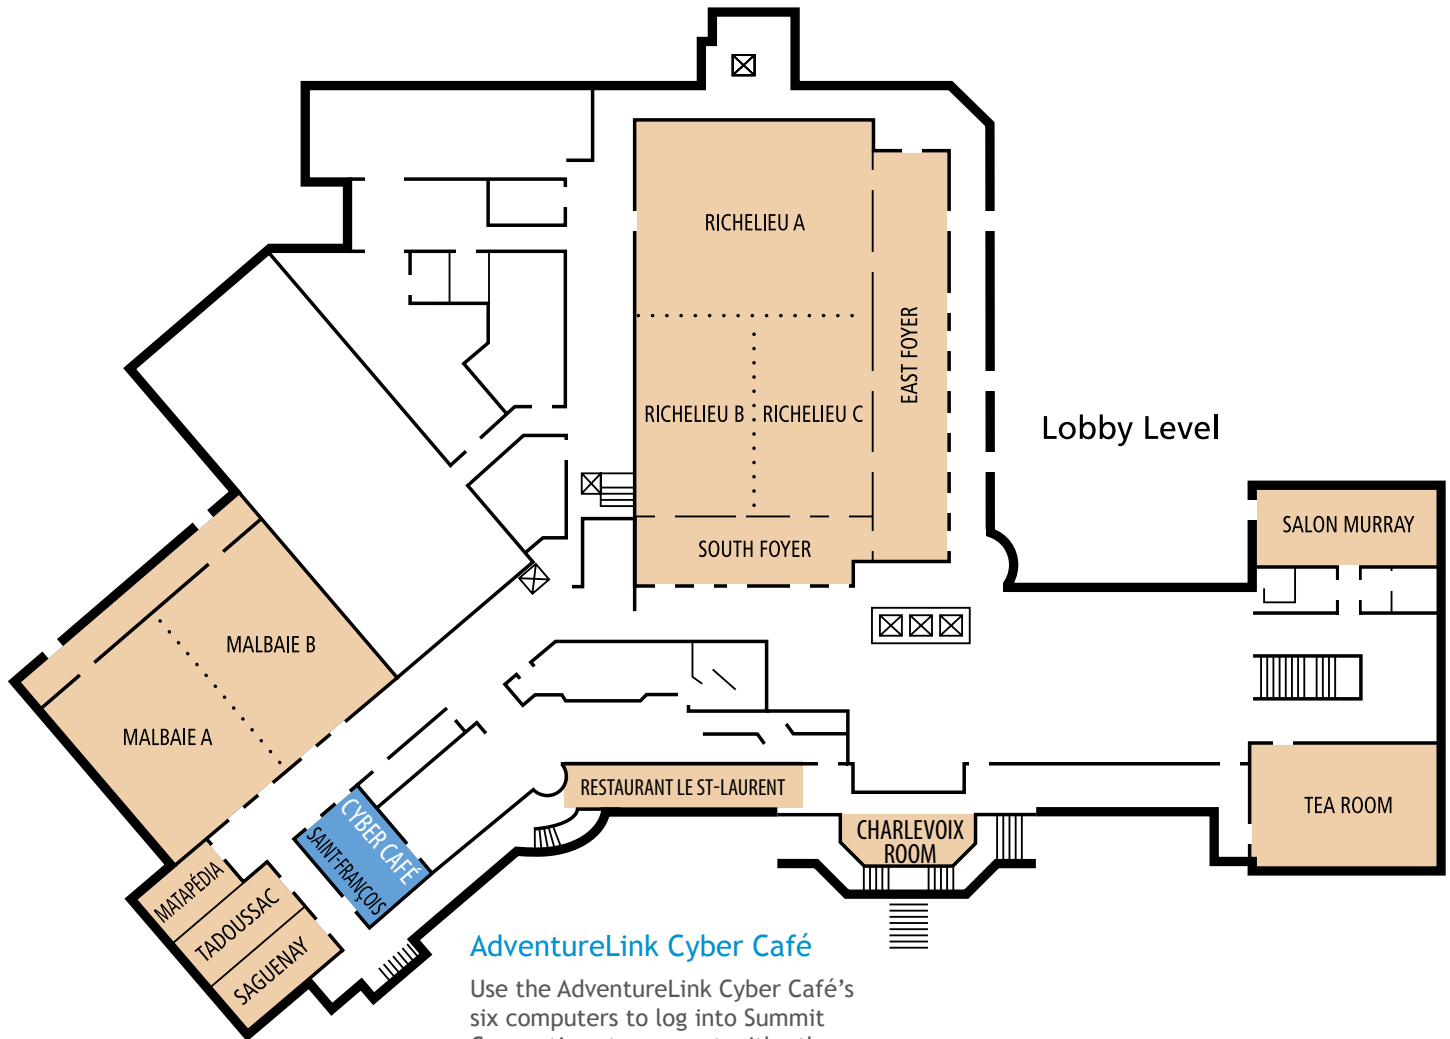 RICHELIEU A
EAST FOYER
RICHELIEU B
RICHELIEU C
Lobby Level
SALON MURRAY
SOUTH FOYER
MALBAIE B
MALBAIE A
RESTAURANT LE ST-LAURENT
TEA ROOM
CHARLEVOIX
ROOM
CYBER CAFÉ
SAINT-FRANÇOIS
MATAPÉDIA
TADOUSSAC
SAGUENAY
AdventureLink Cyber Café
Use the AdventureLink Cyber Café's
six computers to log into Summit